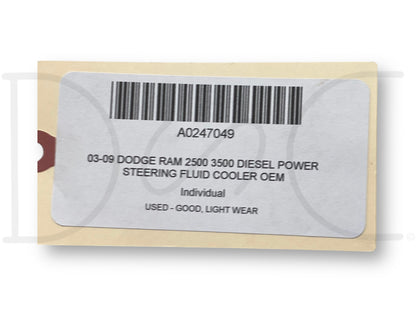 A0247049
03-09 DODGE RAM 2500 3500 DIESEL POWER
STEERING FLUID COOLER OEM
Individual
USED - GOOD, LIGHT WEAR